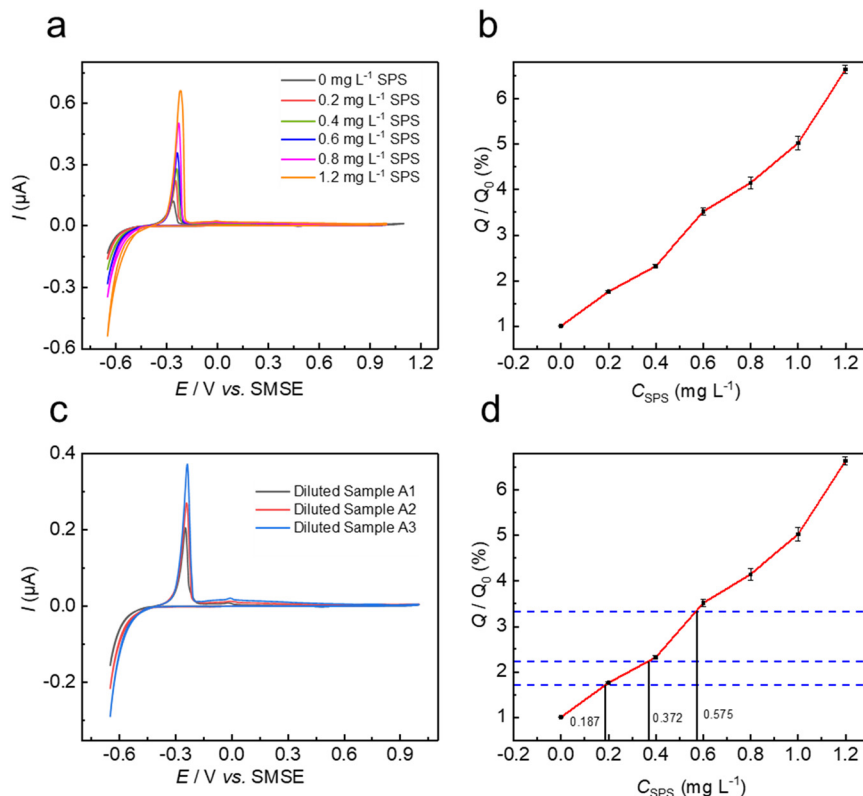 a
I (μA)
0.6
0.3
0.0
-0.3
-0.6
0 mg L⁻¹ SPS
0.2 mg L⁻¹ SPS
0.4 mg L⁻¹ SPS
0.6 mg L⁻¹ SPS
0.8 mg L⁻¹ SPS
1.2 mg L⁻¹ SPS
-0.6 -0.3 0.0 0.3 0.6 0.9 1.2
E / V vs. SMSE
b
Q / Q₀ (%)
6
5
4
3
2
1
-0.2 0.0 0.2 0.4 0.6 0.8 1.0 1.2
C_SPS (mg L⁻¹)
c
I (μA)
0.4
0.2
0.0
-0.2
Diluted Sample A1
Diluted Sample A2
Diluted Sample A3
-0.6 -0.3 0.0 0.3 0.6 0.9
E / V vs. SMSE
d
Q / Q₀ (%)
6
5
4
3
2
1
0.187 0.372 0.575
-0.2 0.0 0.2 0.4 0.6 0.8 1.0 1.2
C_SPS (mg L⁻¹)